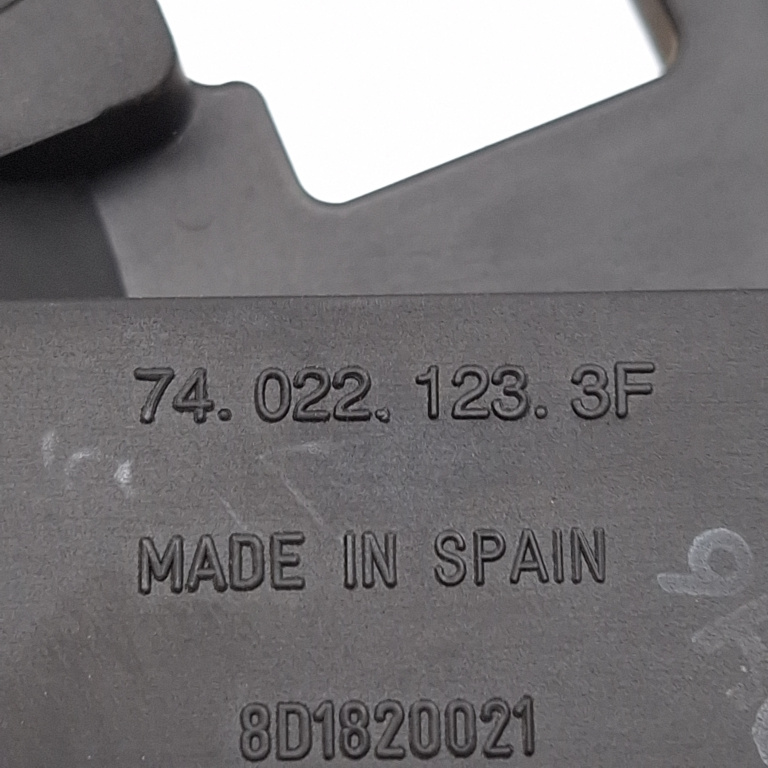 74. 022. 123. 3F
MADE IN SPAIN
8D1820021